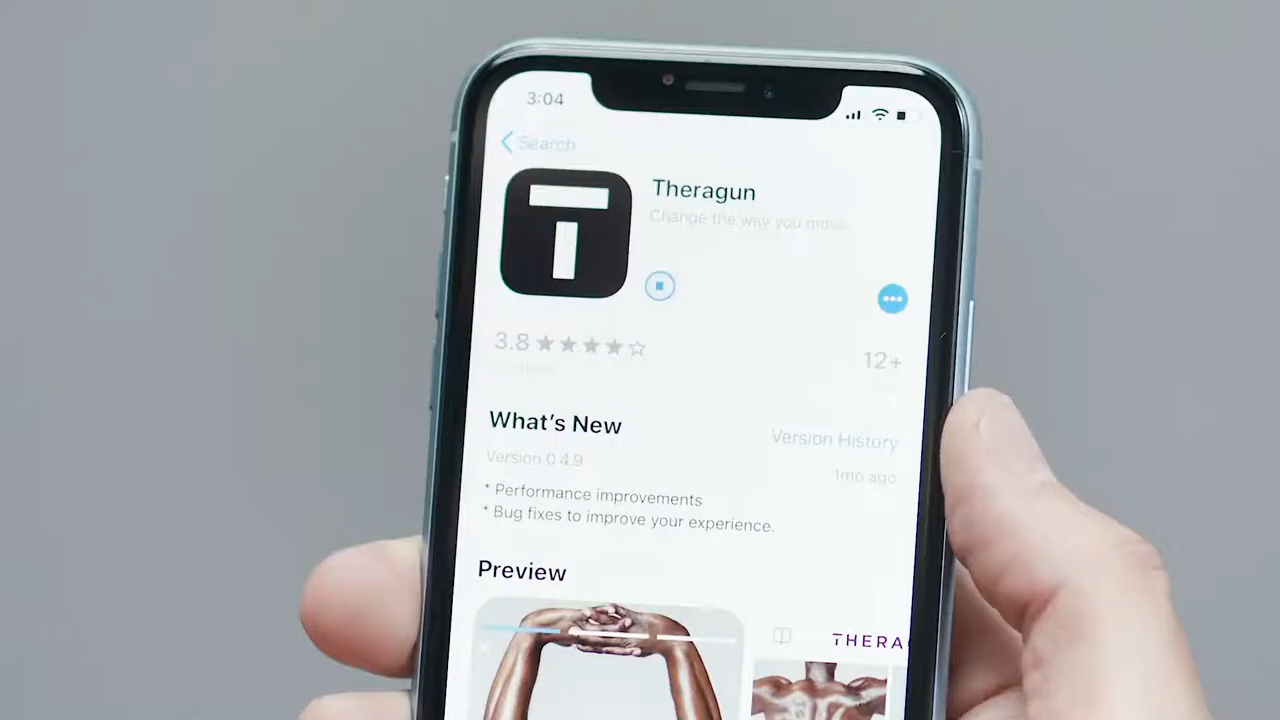 3:04
Search
Theragun
Change the way you move
3.8
12+
What's New
Version History
Version 0.4.9
1mo ago
* Performance improvements
* Bug fixes to improve your experience.
Preview
THERA